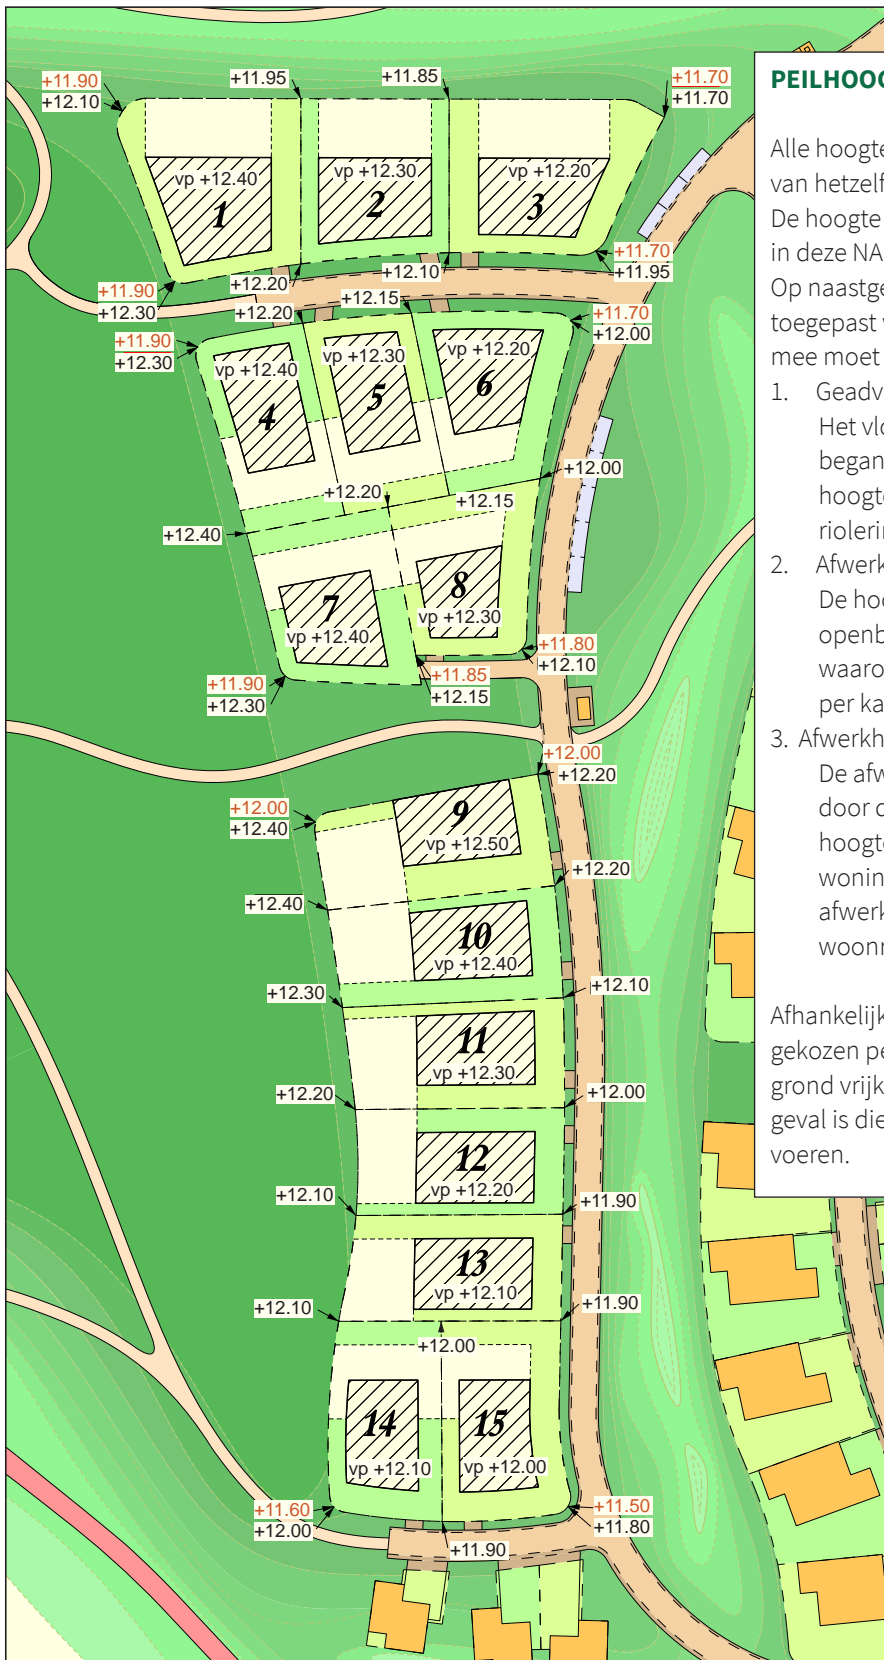 +11.90
+12.10
+11.95
+11.85
+11.70
+11.70
vp +12.40
1
vp +12.30
2
vp +12.20
3
+11.70
+11.95
+11.90
+12.30
+12.20
+12.10
+12.20
+12.15
+11.70
+12.00
+11.90
+12.30
vp +12.40
4
vp +12.30
5
vp +12.20
6
+12.00
+12.20
+12.15
+12.40
7
vp +12.40
8
vp +12.30
+11.80
+12.10
+11.90
+12.30
+11.85
+12.15
+12.00
+12.20
+12.00
+12.40
9
vp +12.50
+12.20
+12.40
10
vp +12.40
+12.30
+12.10
11
vp +12.30
+12.20
+12.00
12
vp +12.20
+12.10
+11.90
13
vp +12.10
+12.10
+11.90
+12.00
14
vp +12.10
15
vp +12.00
+11.60
+12.00
+11.50
+11.80
+11.90
Alle hoogte
van hetzelf
De hoogte
in deze NA
Op naastge
toegepast
mee moet
1. Geadv
Het vlo
began
hoogte
riolerin
2. Afwerk
De hoo
openb
waaro
per ka
3. Afwerkh
De afw
door d
hoogte
wonin
afwerk
woonr
Afhankelijk
gekozen pe
grond vrijk
geval is die
voeren.